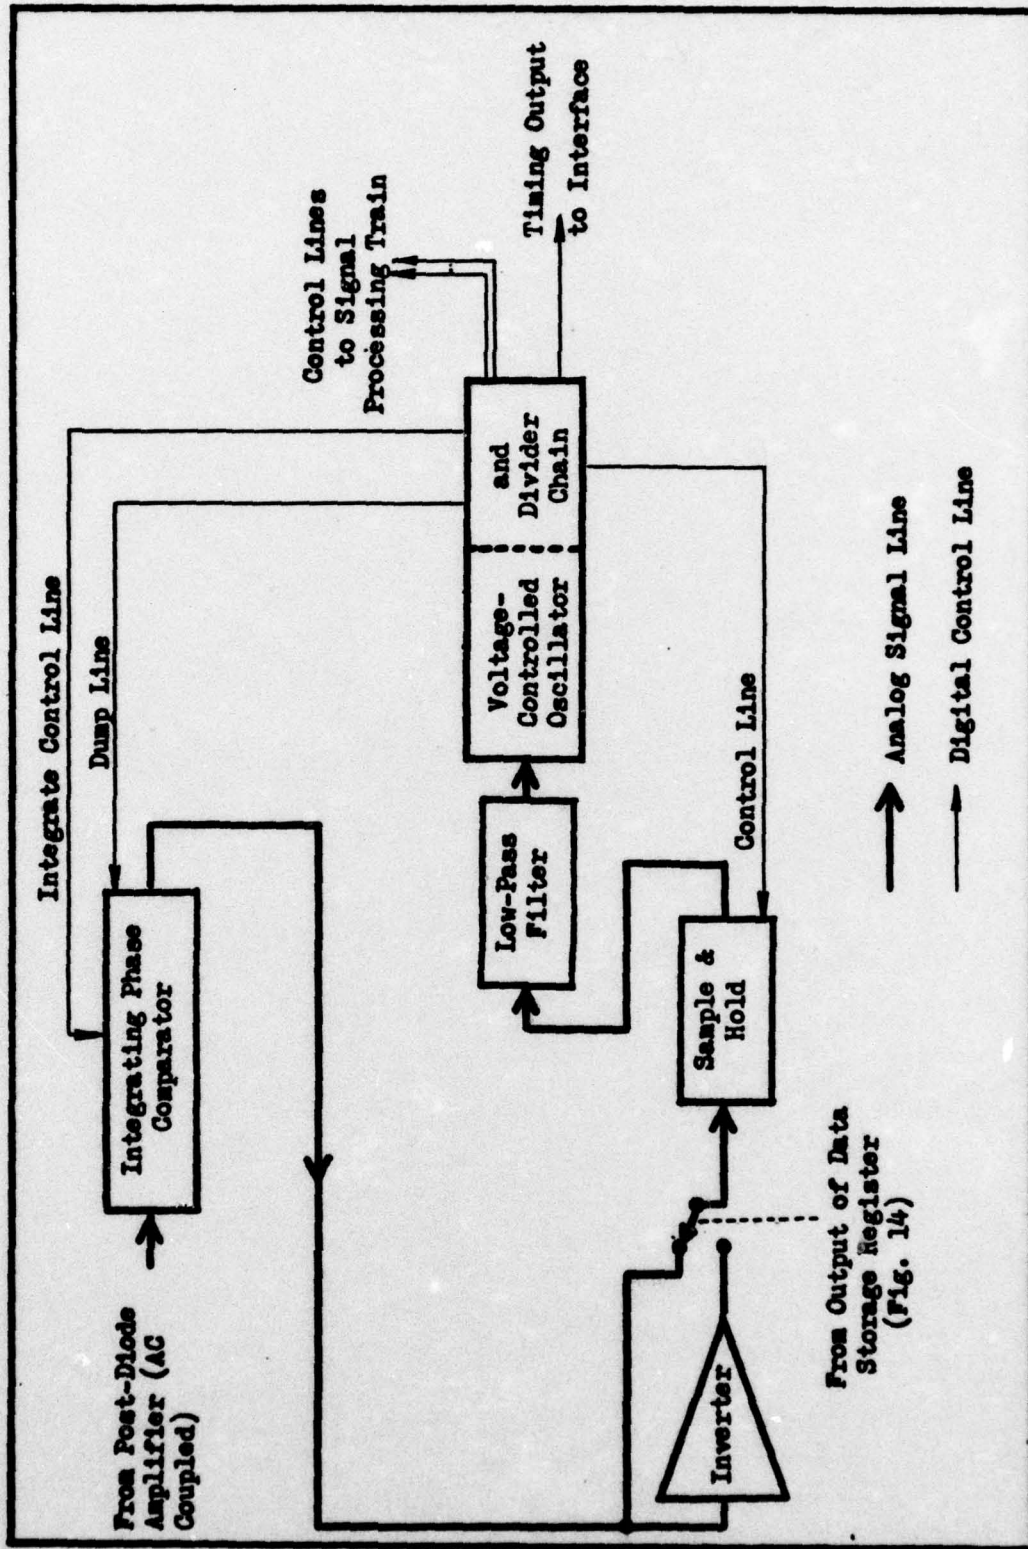 From Post-Diode
Amplifier (AC
Coupled)
Integrating Phase
Comparator
Integrate Control Line
Dump Line
Control Lines
to Signal
Processing Train
Timing Output
to Interface
Low-Pass
Filter
Voltage-
Controlled
Oscillator
and
Divider
Chain
Inverter
Sample &
Hold
Control Line
From Output of Data
Storage Register
(Fig. 14)
Analog Signal Line
Digital Control Line